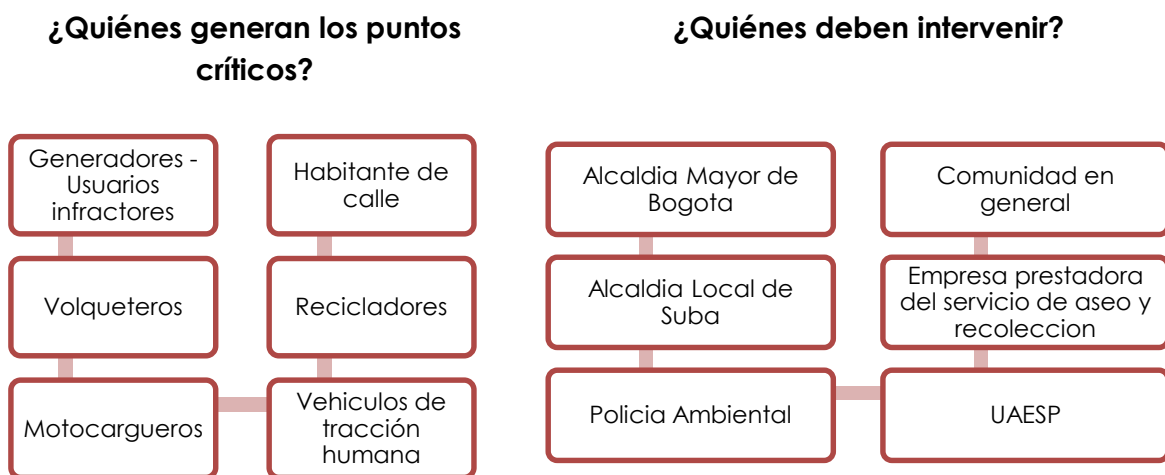 ¿Quiénes generan los puntos
críticos?
Generadores -
Usuarios
infractores
Volqueteros
Motocargueros
Vehiculos de
tracción
humana
Recicladores
Habitante de
calle
¿Quiénes deben intervenir?
Alcaldia Mayor de
Bogota
Alcaldia Local de
Suba
Policia Ambiental
UAESP
Empresa prestadora
del servicio de aseo y
recoleccion
Comunidad en
general